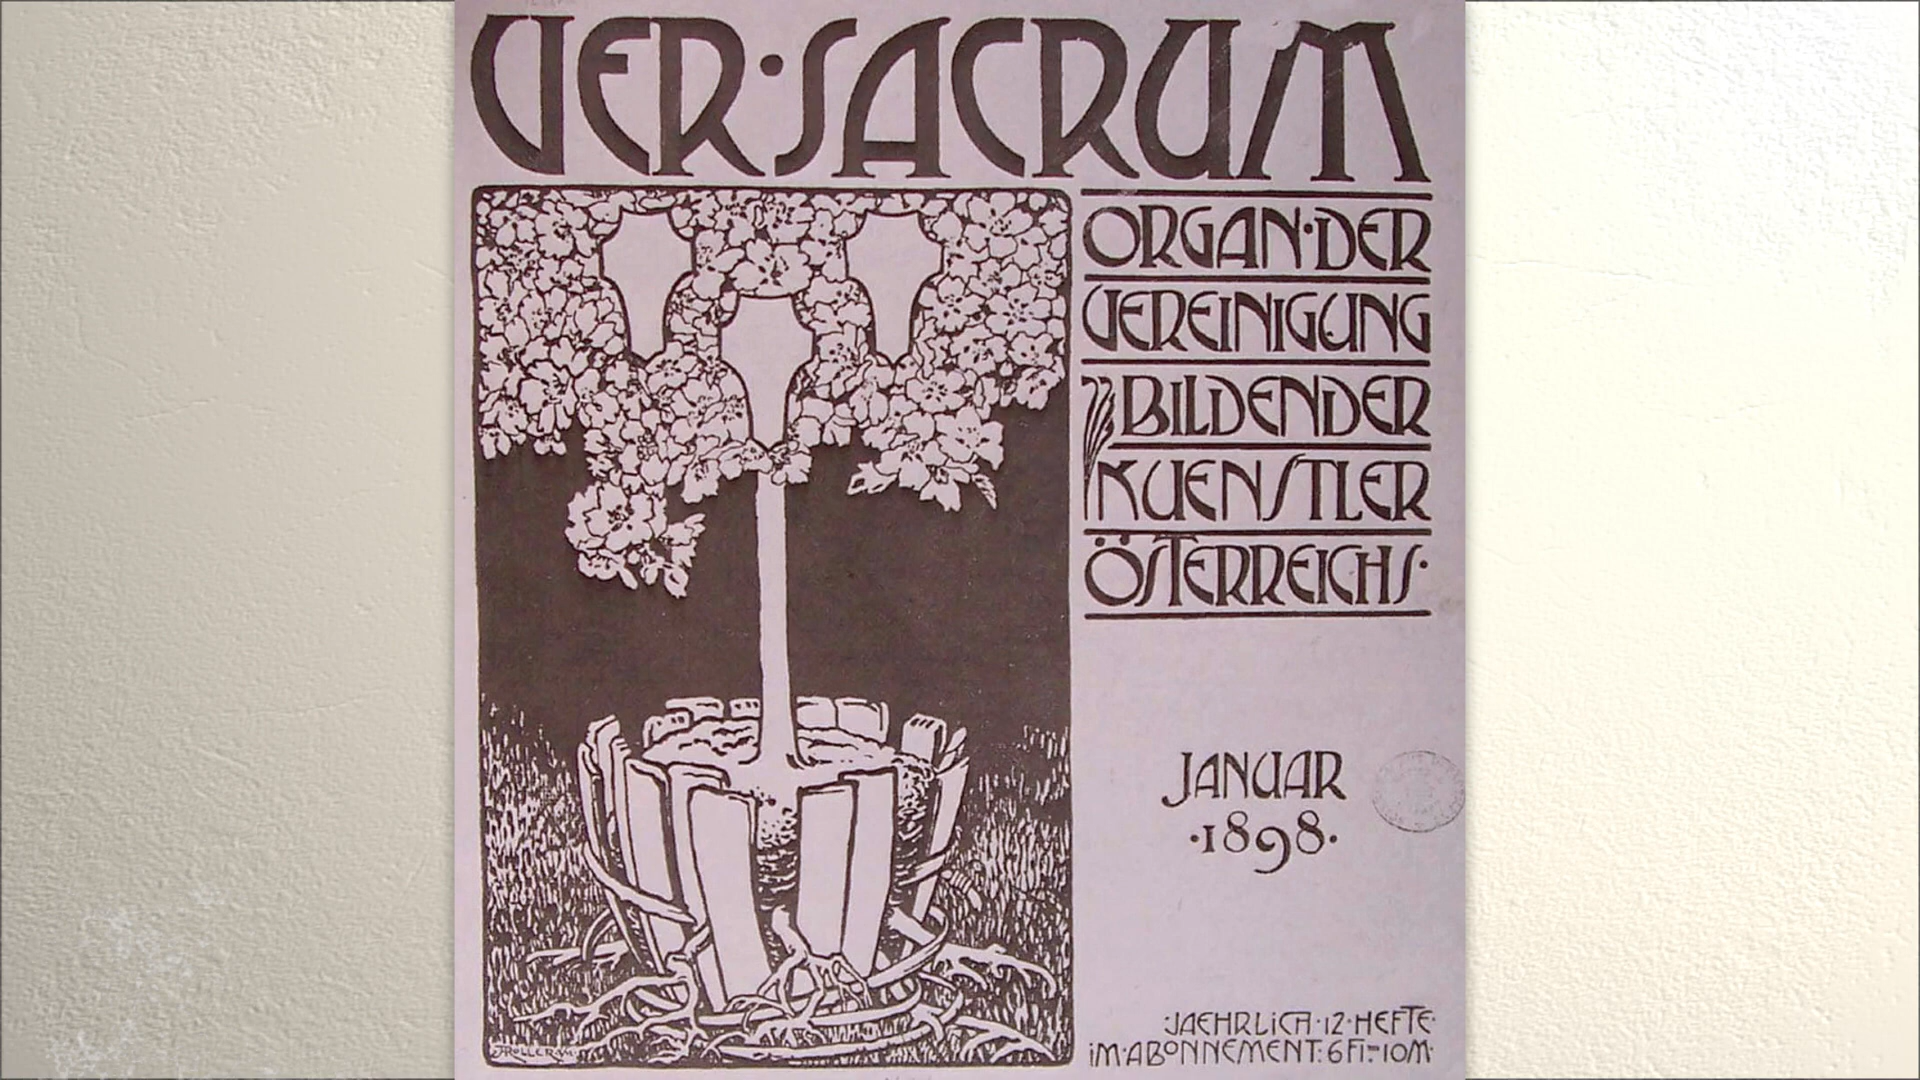 VER·SACRUM
ORGAN·DER
VEREINIGUNG
BILDENDER
KUENSTLER
ÖSTERREICHS·
JANUAR
·1898·
JAEHRLICH·12·HEFTE·
IM·ABONNEMENT:6Fl=10M·